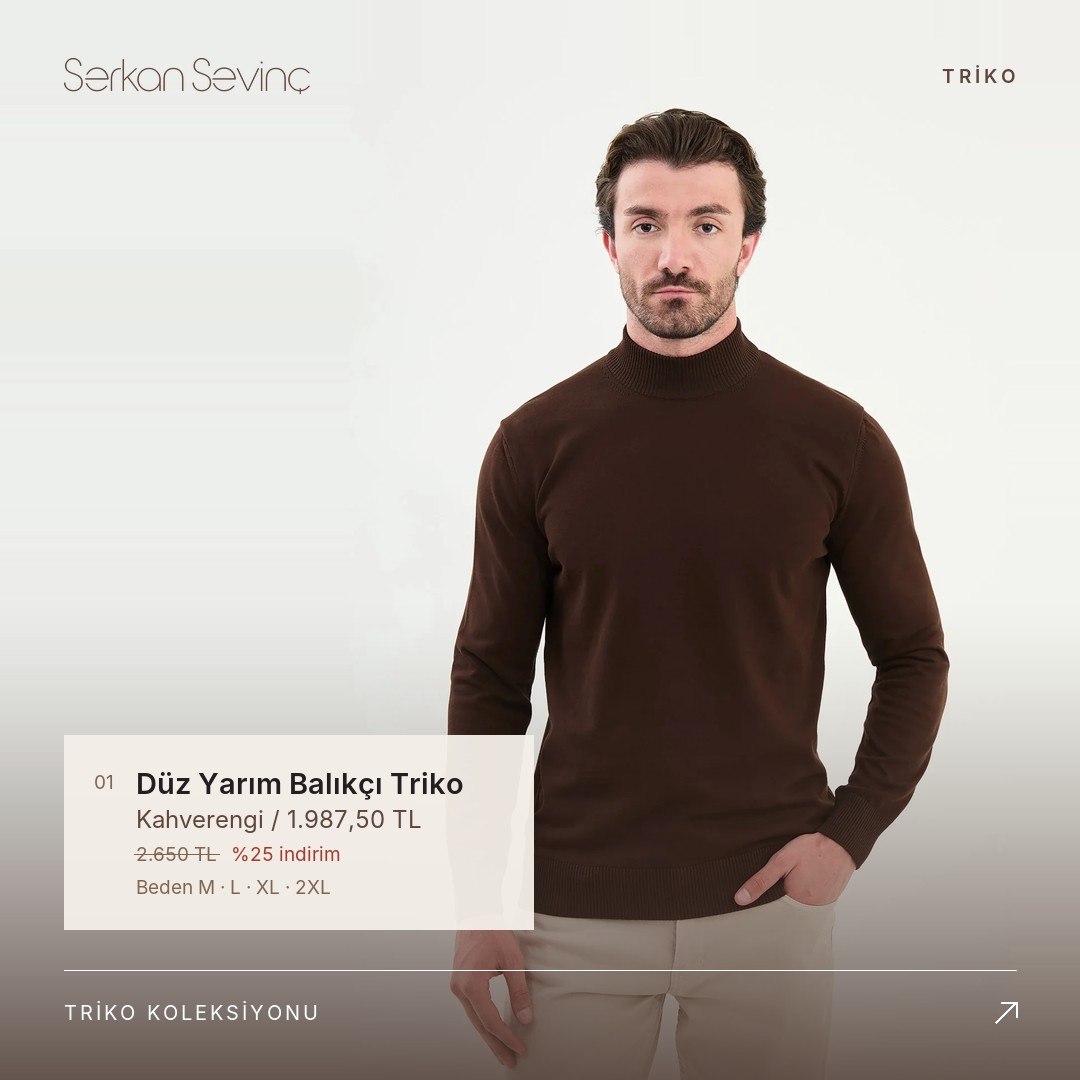 Serkan Sevinç
TRİKO
01 Düz Yarım Balıkçı Triko
Kahverengi / 1.987,50 TL
2.650 TL %25 indirim
Beden M · L · XL · 2XL
TRİKO KOLEKSİYONU